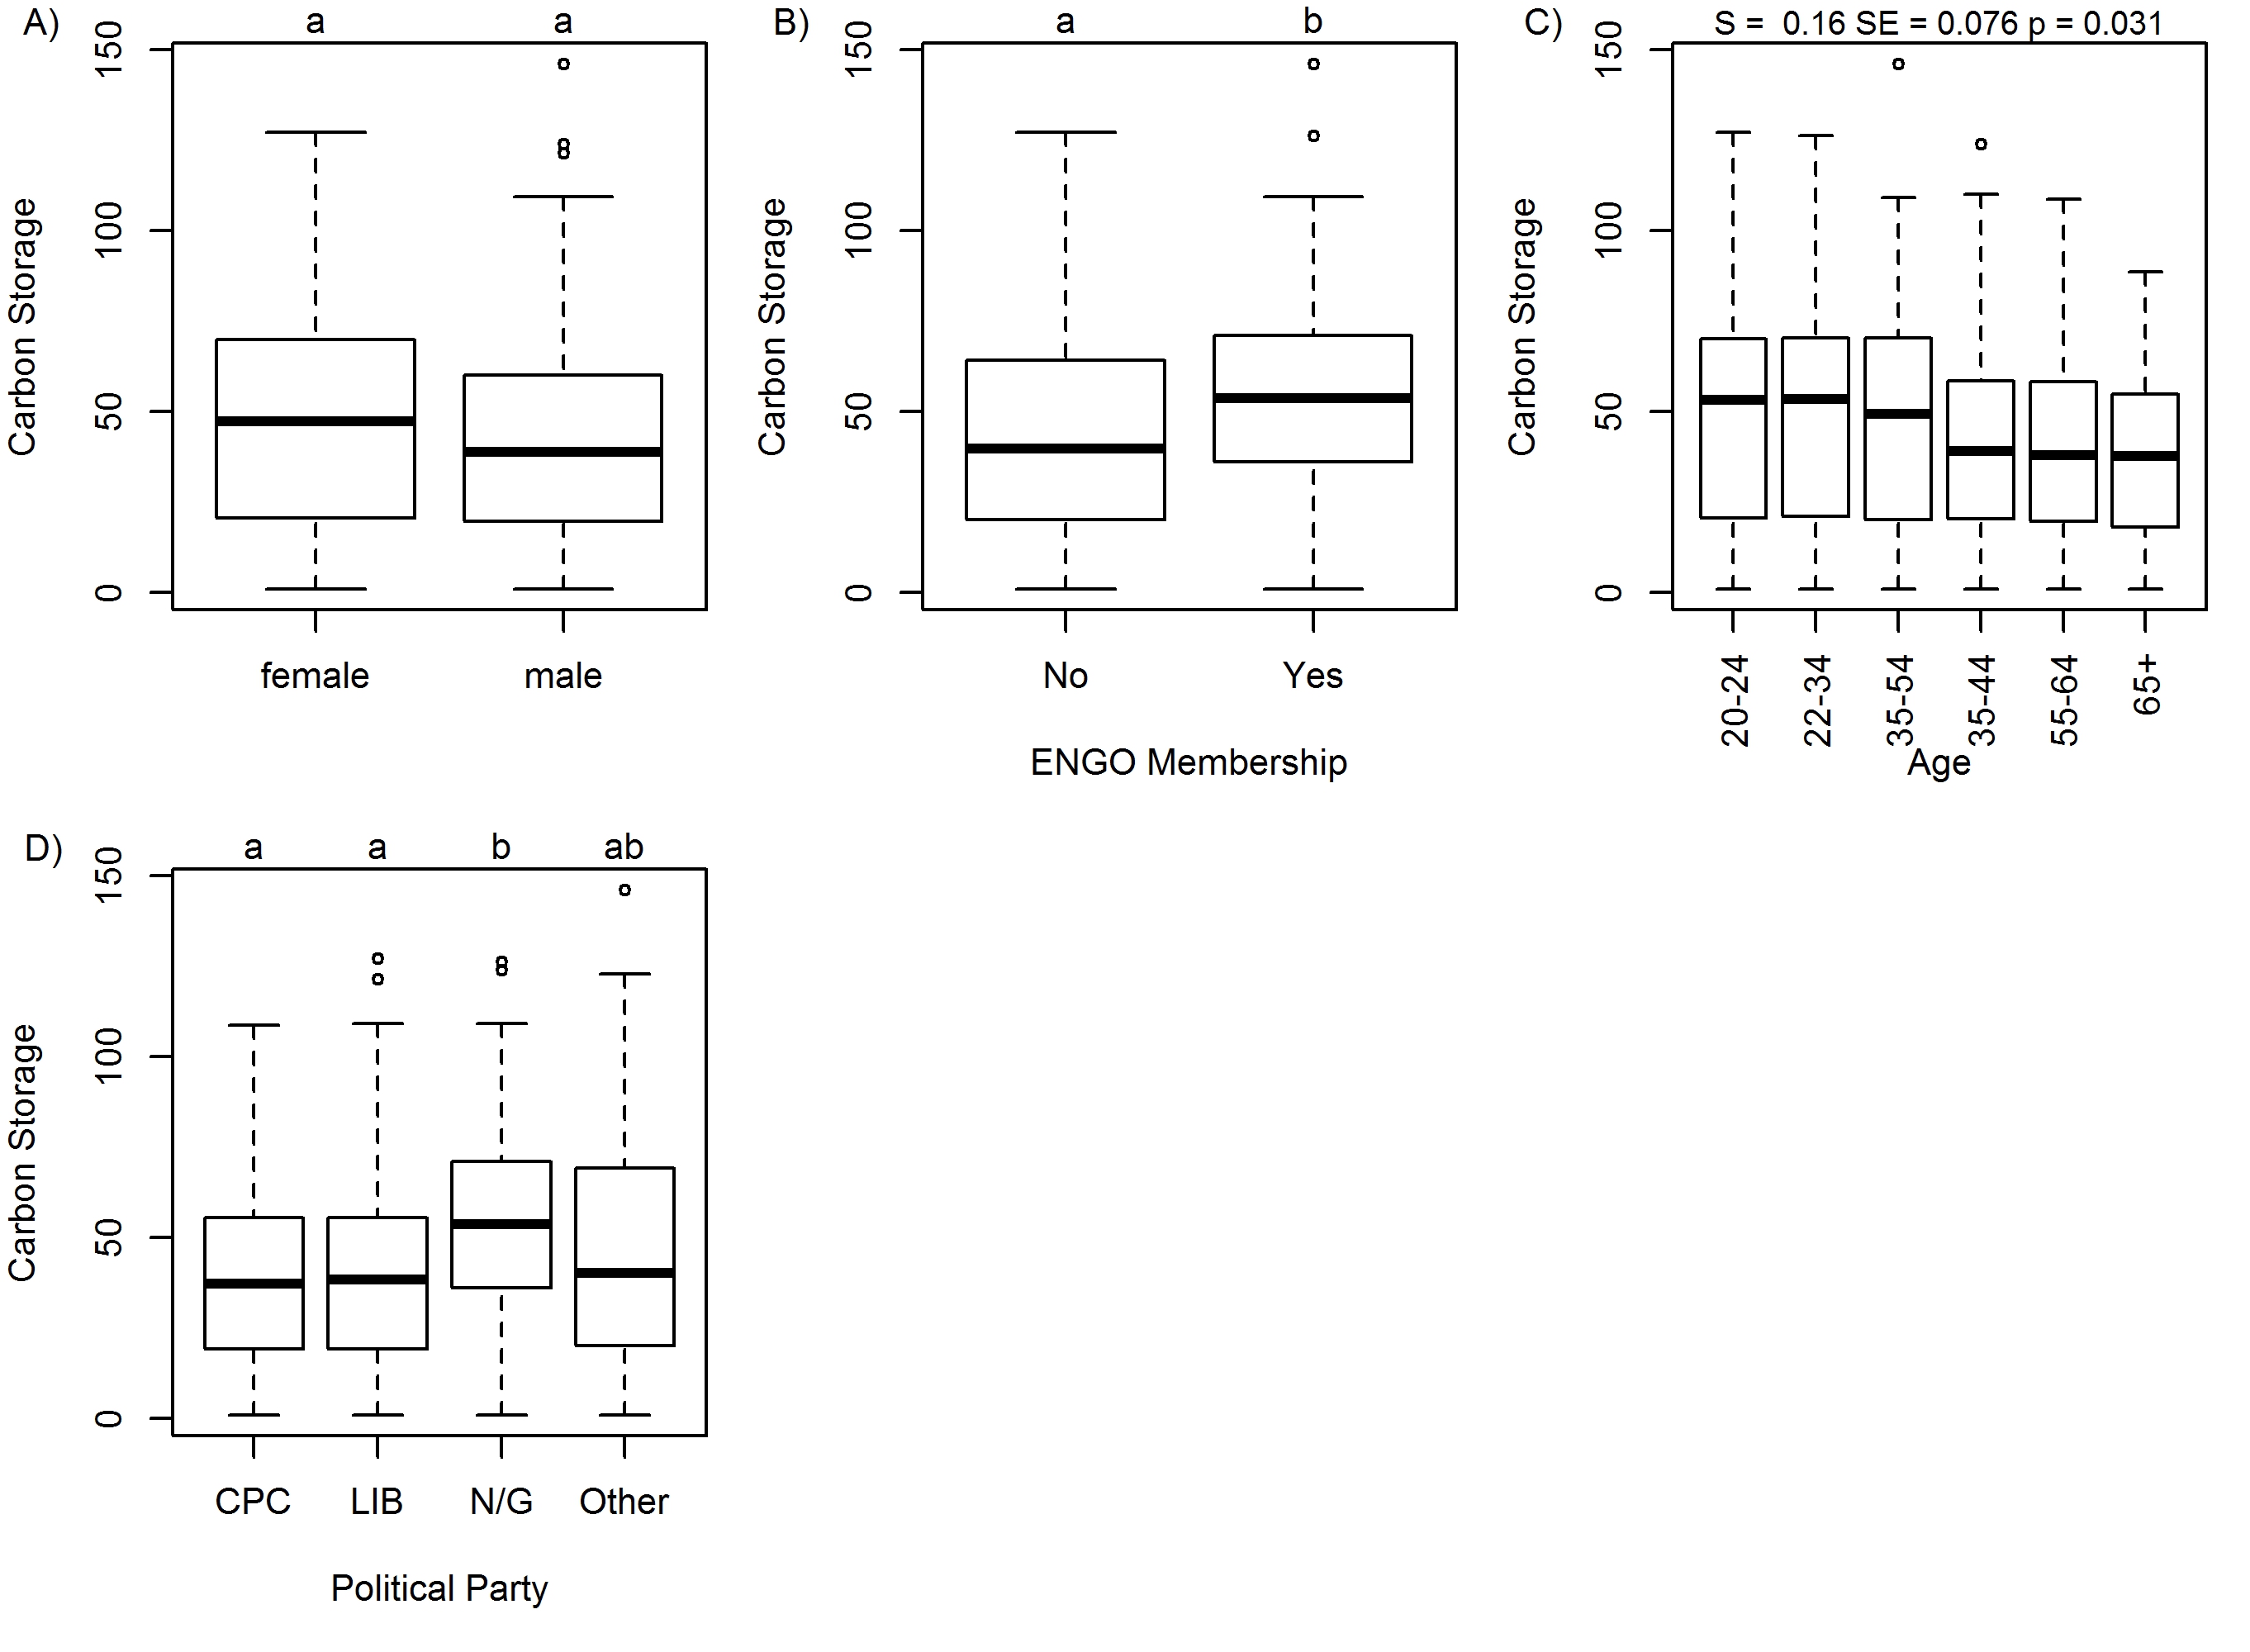 A)
a a
150
100
50
0
Carbon Storage
female male
B)
a b
150
100
50
0
Carbon Storage
No Yes
ENGO Membership
C)
S = 0.16 SE = 0.076 p = 0.031
150
100
50
0
Carbon Storage
20-24 22-34 35-54 35-44 55-64 65+
Age
D)
a a b ab
150
100
50
0
Carbon Storage
CPC LIB N/G Other
Political Party